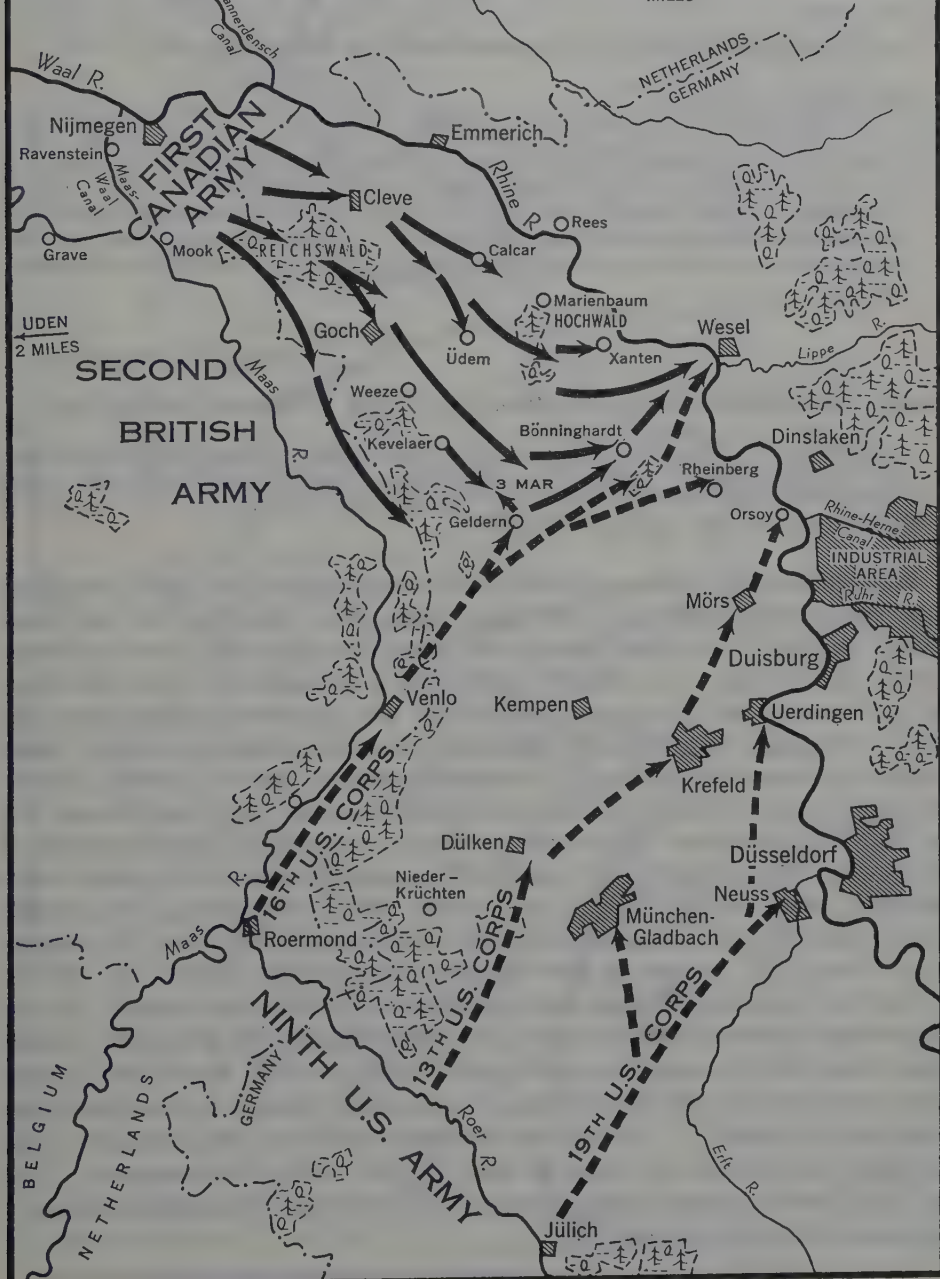 MILES
annerdensch
Canal
NETHERLANDS
GERMANY
Waal R.
Nijmegen
Ravenstein
Maas-
Waal
Canal
FIRST
CANADIAN
ARMY
Emmerich
Rhine
R.
Cleve
Rees
Grave
Mook
REICHSWALD
Calcar
UDEN
2 MILES
Goch
Marienbaum
HOCHWALD
Wesel
Lippe R.
Üdem
Xanten
SECOND
BRITISH
ARMY
Maas
R.
Weeze
Kevelaer
Bönninghardt
Dinslaken
3 MAR
Rheinberg
Geldern
Orsoy
Rhine-Herne
Canal
INDUSTRIAL
AREA
Ruhr R.
Mörs
Duisburg
Venlo
Kempen
Uerdingen
Krefeld
16TH U.S. CORPS
Dülken
Düsseldorf
Nieder-
Krüchten
Neuss
München-
Gladbach
Maas R.
Roermond
13TH U.S. CORPS
19TH U.S. CORPS
NINTH U.S. ARMY
GERMANY
BELGIUM
NETHERLANDS
Roer
R.
Erft R.
Jülich